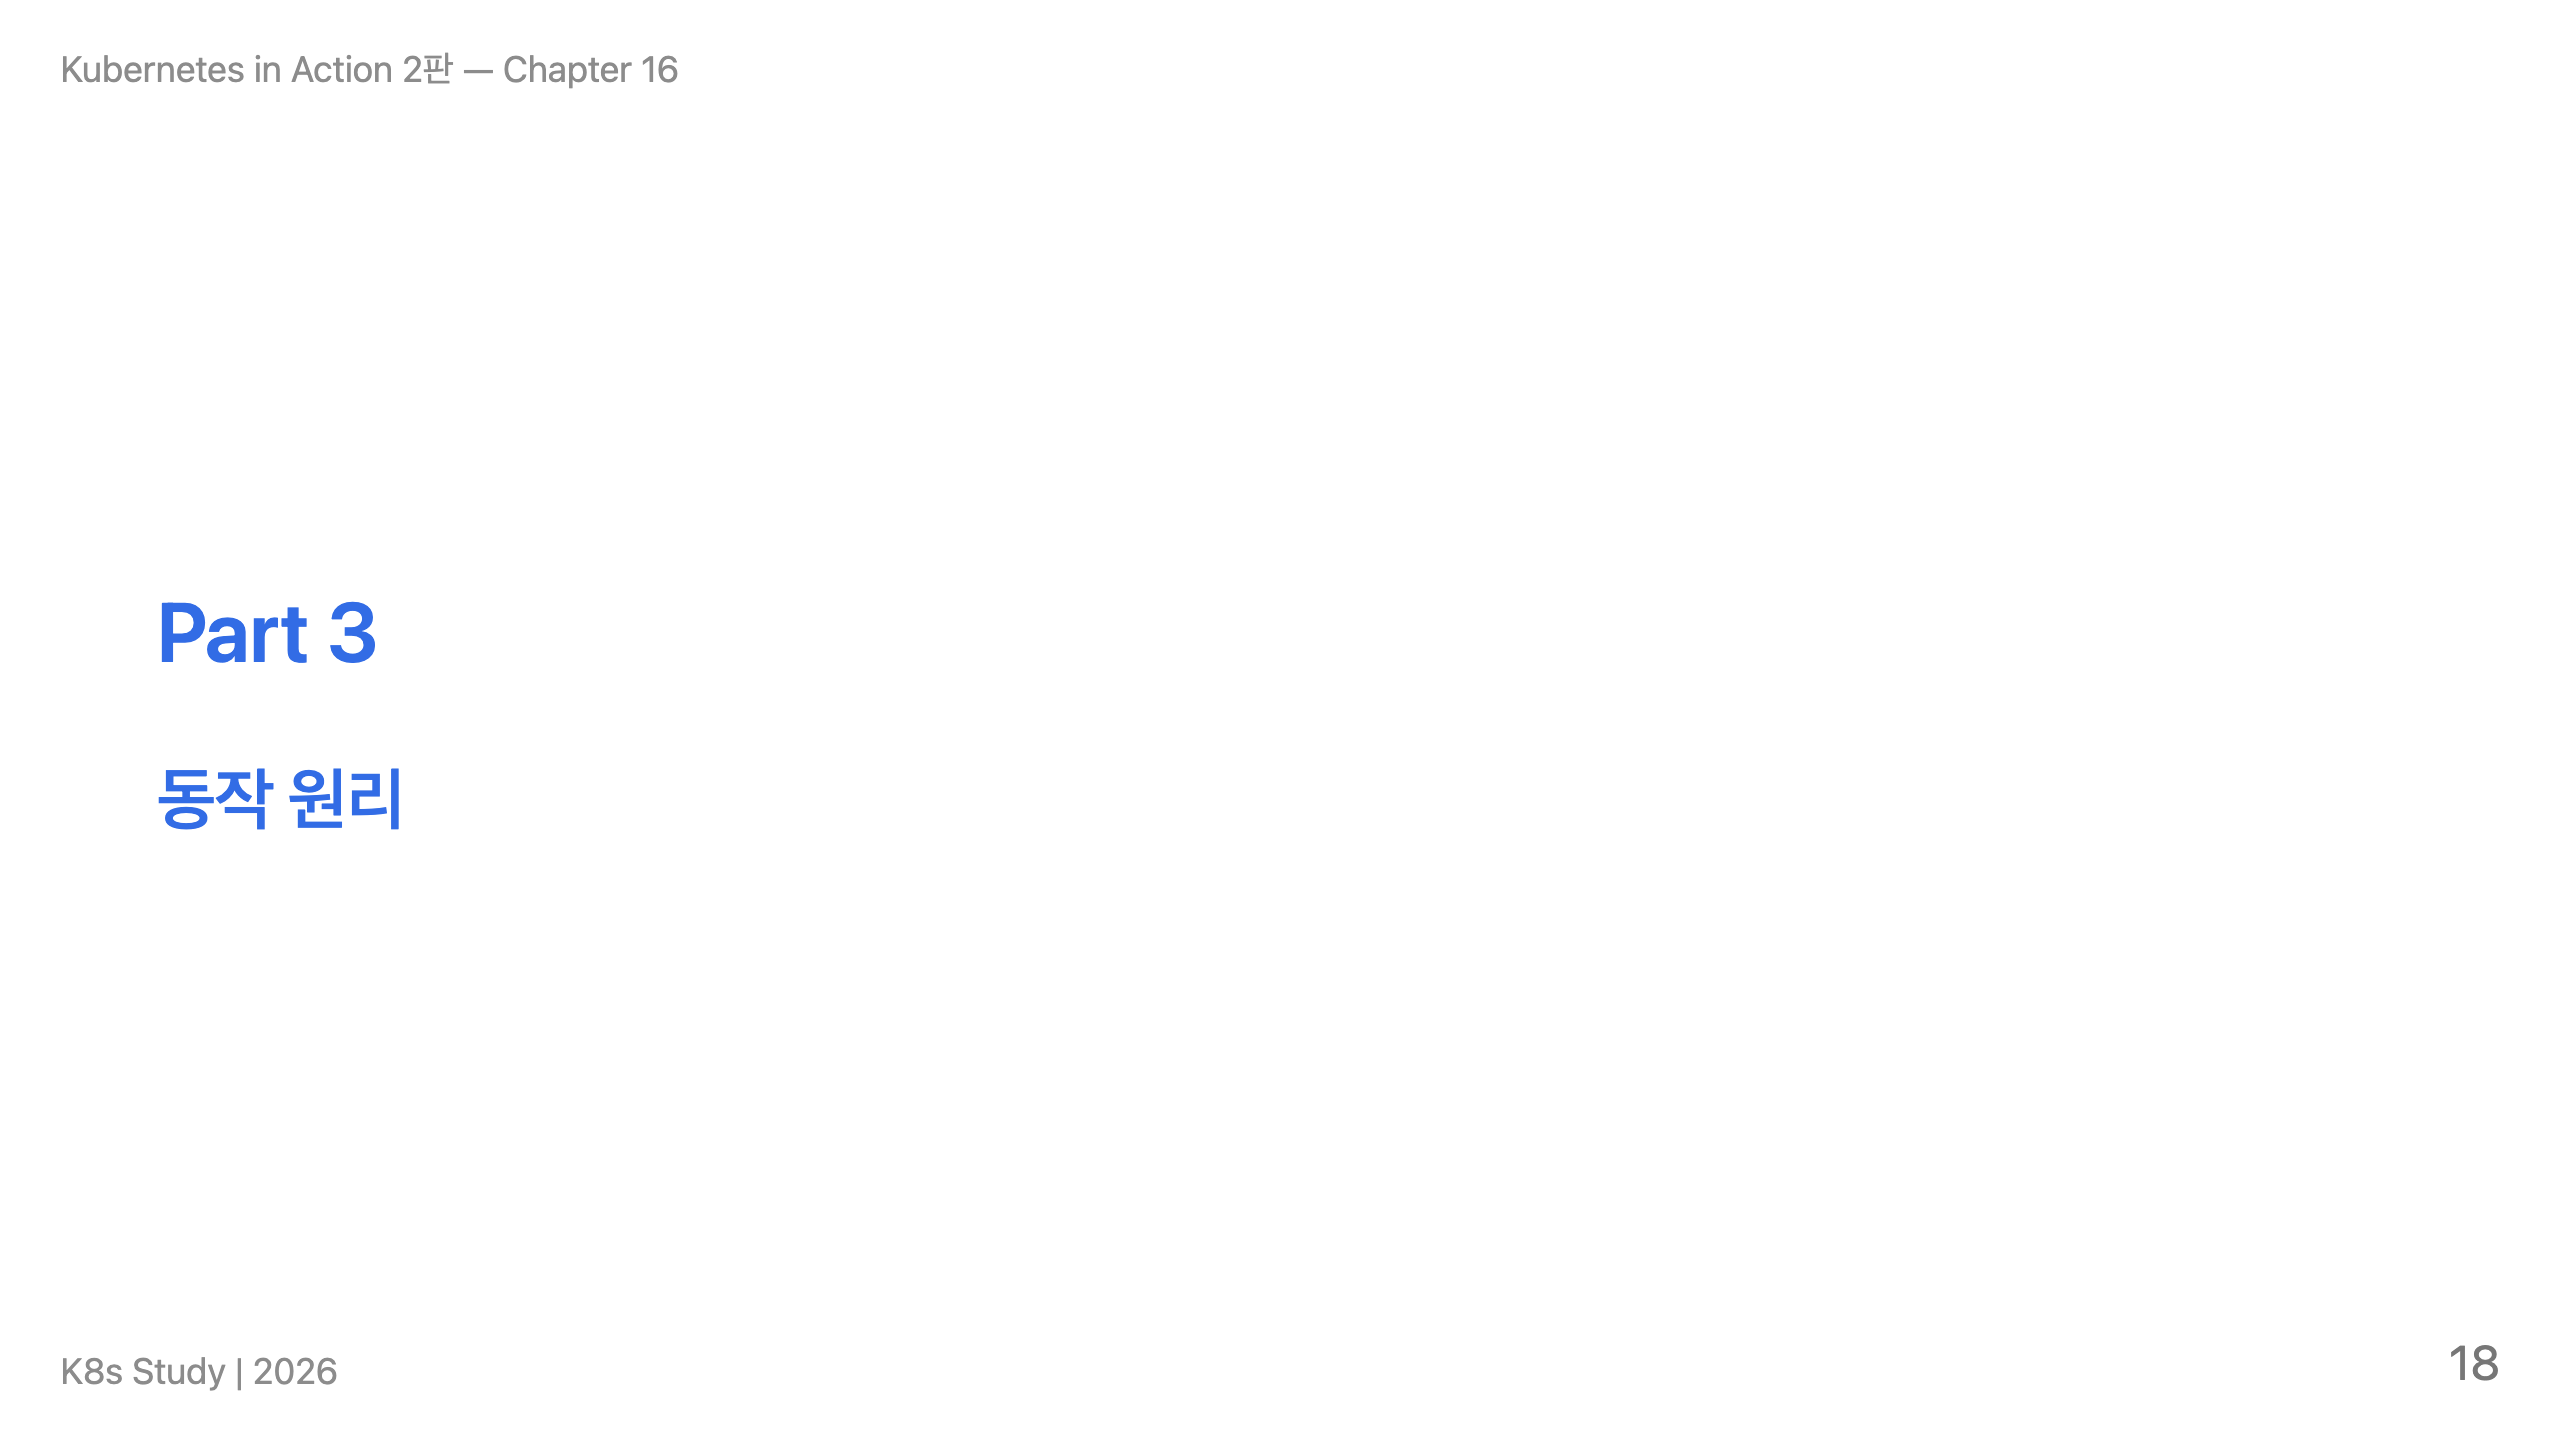 Kubernetes in Action 2판 — Chapter 16
Part 3
동작 원리
K8s Study | 2026
18